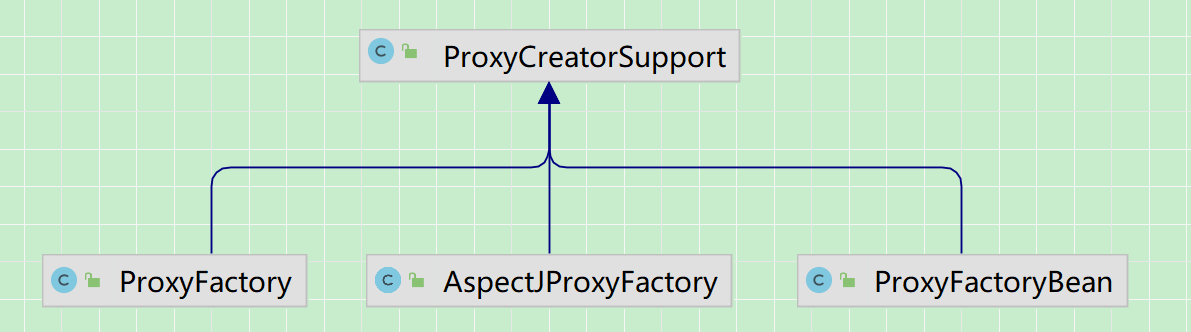 C ProxyCreatorSupport
C ProxyFactory
C AspectJProxyFactory
C ProxyFactoryBean